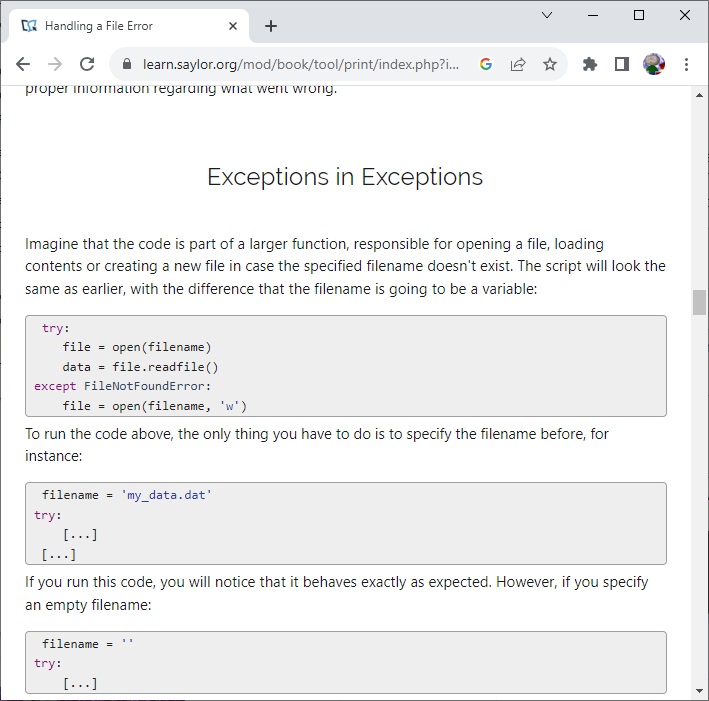 Handling a File Error
learn.saylor.org/mod/book/tool/print/index.php?i...
proper information regarding what went wrong.
Exceptions in Exceptions
Imagine that the code is part of a larger function, responsible for opening a file, loading
contents or creating a new file in case the specified filename doesn't exist. The script will look the
same as earlier, with the difference that the filename is going to be a variable:
try:
file = open(filename)
data = file.readfile()
except FileNotFoundError:
file = open(filename, 'w')
To run the code above, the only thing you have to do is to specify the filename before, for
instance:
filename = 'my_data.dat'
try:
[...]
[...]
If you run this code, you will notice that it behaves exactly as expected. However, if you specify
an empty filename:
filename = ''
try:
[...]